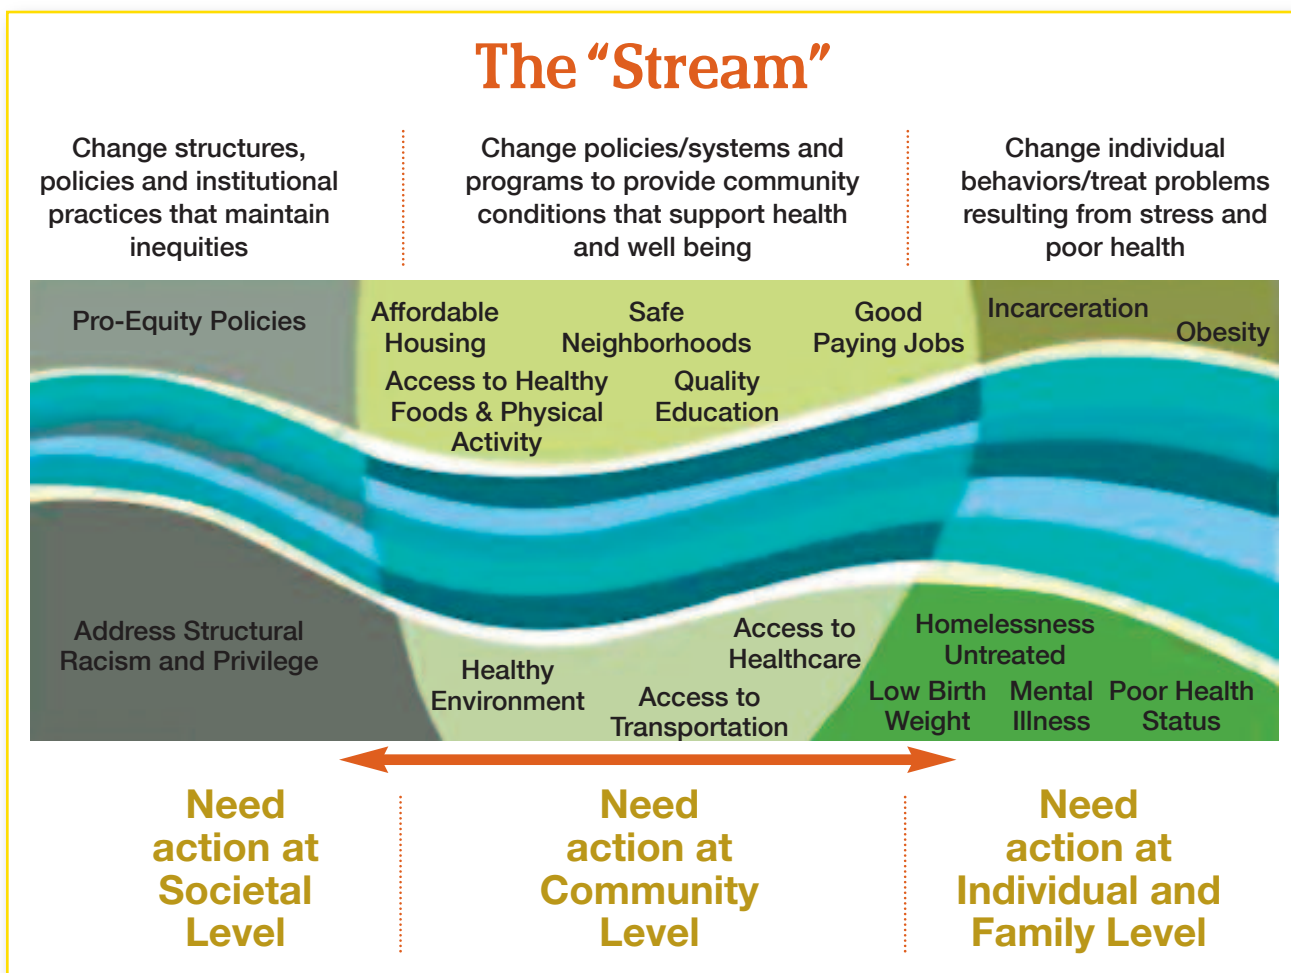 The “Stream”
Change structures,
policies and institutional
practices that maintain
inequities
Change policies/systems and
programs to provide community
conditions that support health
and well being
Change individual
behaviors/treat problems
resulting from stress and
poor health
Pro-Equity Policies
Address Structural
Racism and Privilege
Affordable
Housing
Safe
Neighborhoods
Good
Paying Jobs
Access to Healthy
Foods & Physical
Activity
Quality
Education
Healthy
Environment
Access to
Transportation
Access to
Healthcare
Incarceration
Obesity
Homelessness
Untreated
Low Birth
Weight
Mental
Illness
Poor Health
Status
Need
action at
Societal
Level
Need
action at
Community
Level
Need
action at
Individual and
Family Level